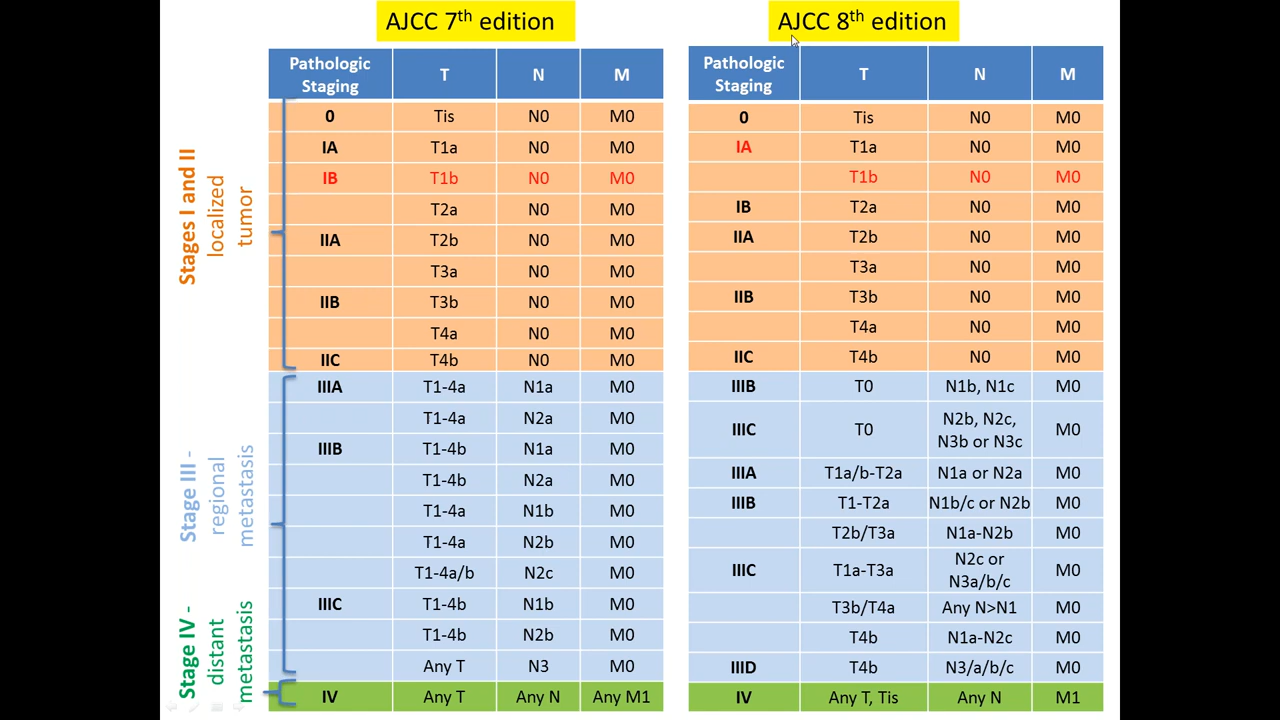 AJCC 7th edition
Pathologic Staging T N M
0 Tis N0 M0
IA T1a N0 M0
IB T1b N0 M0
T2a N0 M0
IIA T2b N0 M0
T3a N0 M0
IIB T3b N0 M0
T4a N0 M0
IIC T4b N0 M0
IIIA T1-4a N1a M0
T1-4a N2a M0
IIIB T1-4b N1a M0
T1-4b N2a M0
T1-4a N1b M0
T1-4a N2b M0
T1-4a/b N2c M0
IIIC T1-4b N1b M0
T1-4b N2b M0
Any T N3 M0
IV Any T Any N Any M1
Stages I and II
localized
tumor
Stage III -
regional
metastasis
Stage IV -
distant
metastasis
AJCC 8th edition
Pathologic Staging T N M
0 Tis N0 M0
IA T1a N0 M0
T1b N0 M0
IB T2a N0 M0
IIA T2b N0 M0
T3a N0 M0
IIB T3b N0 M0
T4a N0 M0
IIC T4b N0 M0
IIIB T0 N1b, N1c M0
IIIC T0 N2b, N2c, N3b or N3c M0
IIIA T1a/b-T2a N1a or N2a M0
IIIB T1-T2a N1b/c or N2b M0
T2b/T3a N1a-N2b M0
IIIC T1a-T3a N2c or N3a/b/c M0
T3b/T4a Any N>N1 M0
T4b N1a-N2c M0
IIID T4b N3/a/b/c M0
IV Any T, Tis Any N M1